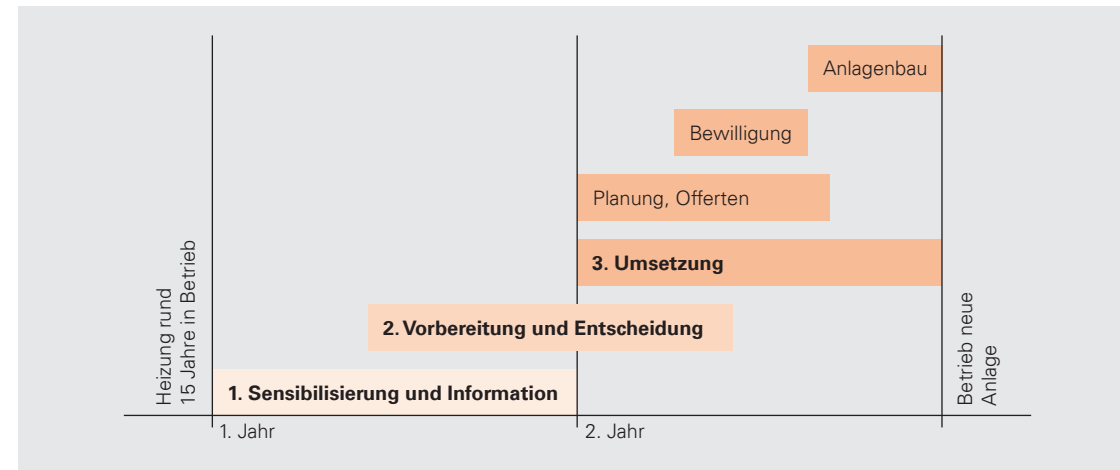 Anlagenbau
Bewilligung
Planung, Offerten
3. Umsetzung
2. Vorbereitung und Entscheidung
1. Sensibilisierung und Information
Heizung rund
15 Jahre in Betrieb
Betrieb neue
Anlage
1. Jahr
2. Jahr